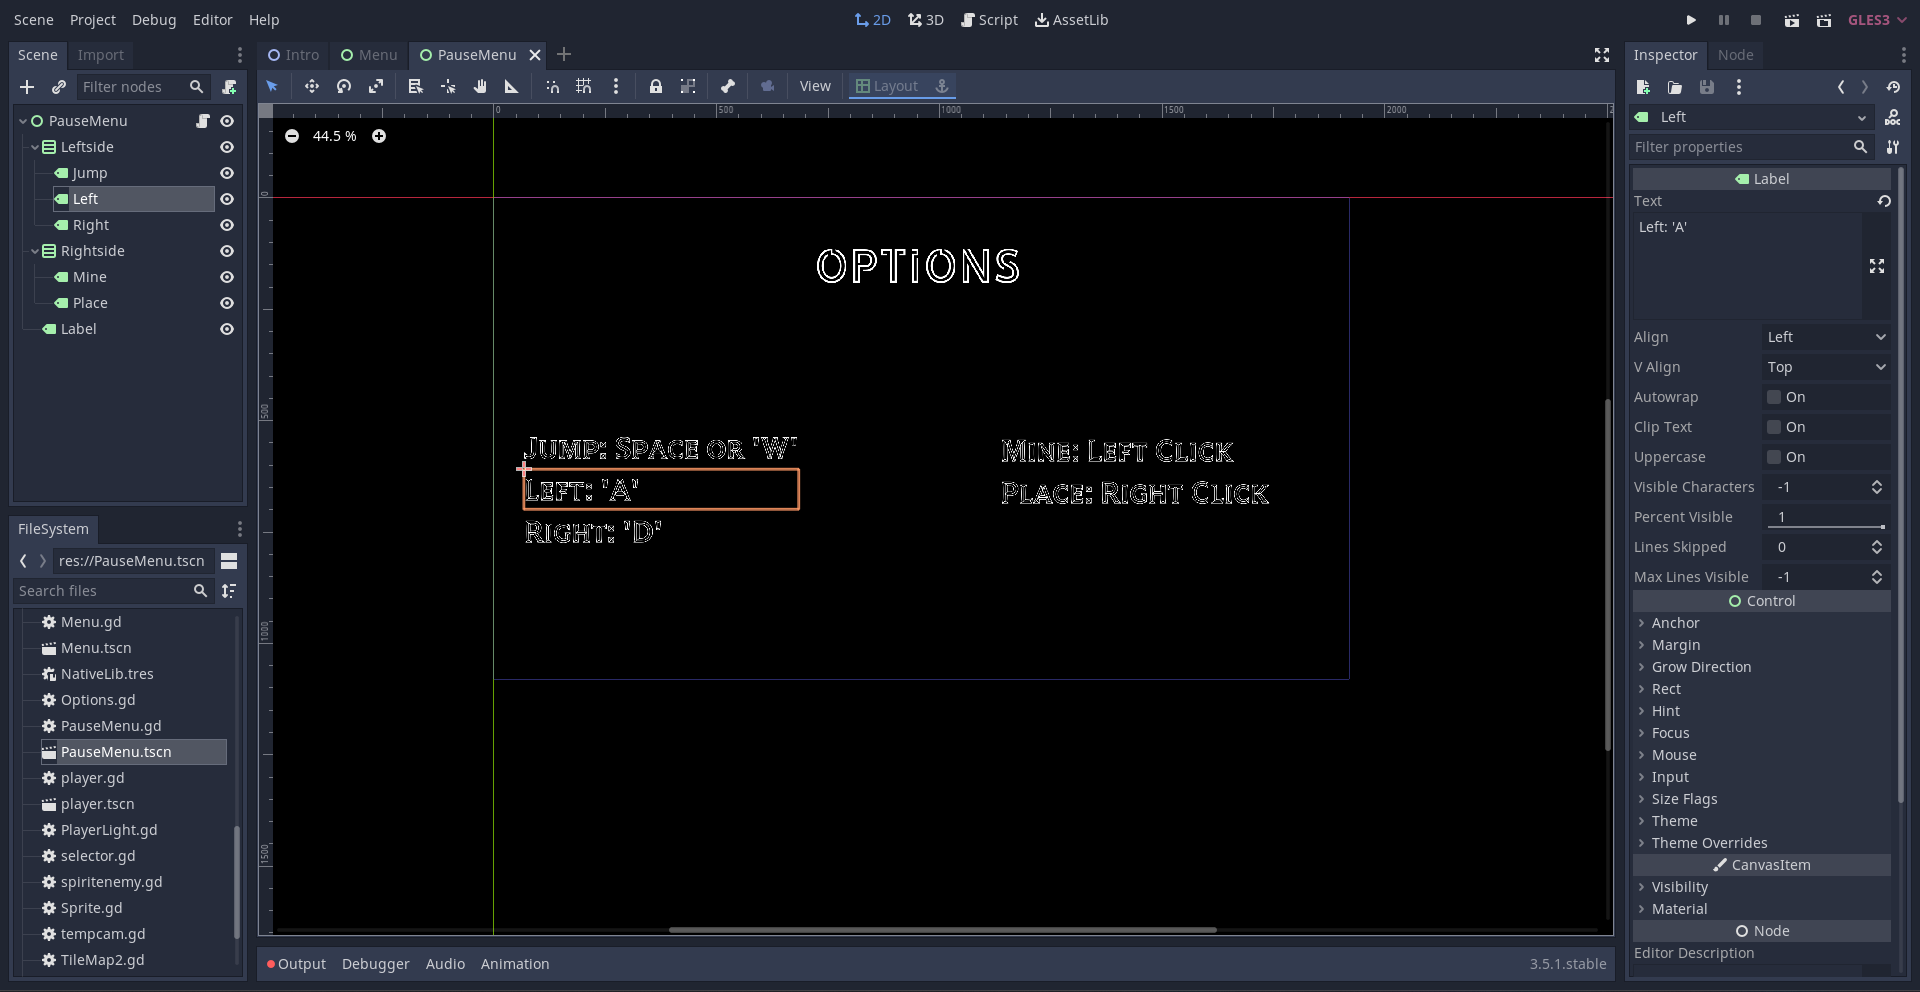 Scene Project Debug Editor Help
2D 3D Script AssetLib
GLES3
Scene Import
Filter nodes
PauseMenu
Leftside
Jump
Left
Right
Rightside
Mine
Place
Label
FileSystem
res://PauseMenu.tscn
Search files
Menu.gd
Menu.tscn
NativeLib.tres
Options.gd
PauseMenu.gd
PauseMenu.tscn
player.gd
player.tscn
PlayerLight.gd
selector.gd
spiritenemy.gd
Sprite.gd
tempcam.gd
TileMap2.gd
Intro Menu PauseMenu
View Layout
0 500 1000 1500 2000
44.5 %
0
500
1000
1500
OPTiONS
Jump: Space or 'W'
Left: 'A'
Right: 'D'
Mine: Left Click
Place: Right Click
Output Debugger Audio Animation
3.5.1.stable
Inspector Node
Left
Filter properties
Label
Text
Left: 'A'
Align Left
V Align Top
Autowrap On
Clip Text On
Uppercase On
Visible Characters -1
Percent Visible 1
Lines Skipped 0
Max Lines Visible -1
Control
Anchor
Margin
Grow Direction
Rect
Hint
Focus
Mouse
Input
Size Flags
Theme
Theme Overrides
CanvasItem
Visibility
Material
Node
Editor Description